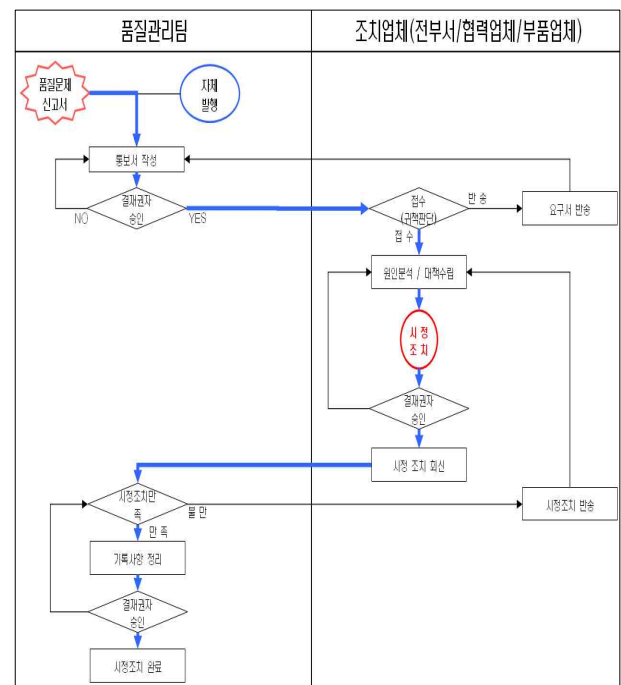 품질관리팀
조치업체(전부서/협력업체/부품업체)
품질문제
신고서
자체
발행
통보서 작성
결재권자
승인
NO
YES
접수
(귀책판단)
반 송
요구서 반송
접 수
원인분석 / 대책수립
시 정
조 치
결재권자
승인
시정 조치 회신
시정조치만
족
불 만
시정조치 반송
만 족
기록사항 정리
결재권자
승인
시정조치 완료